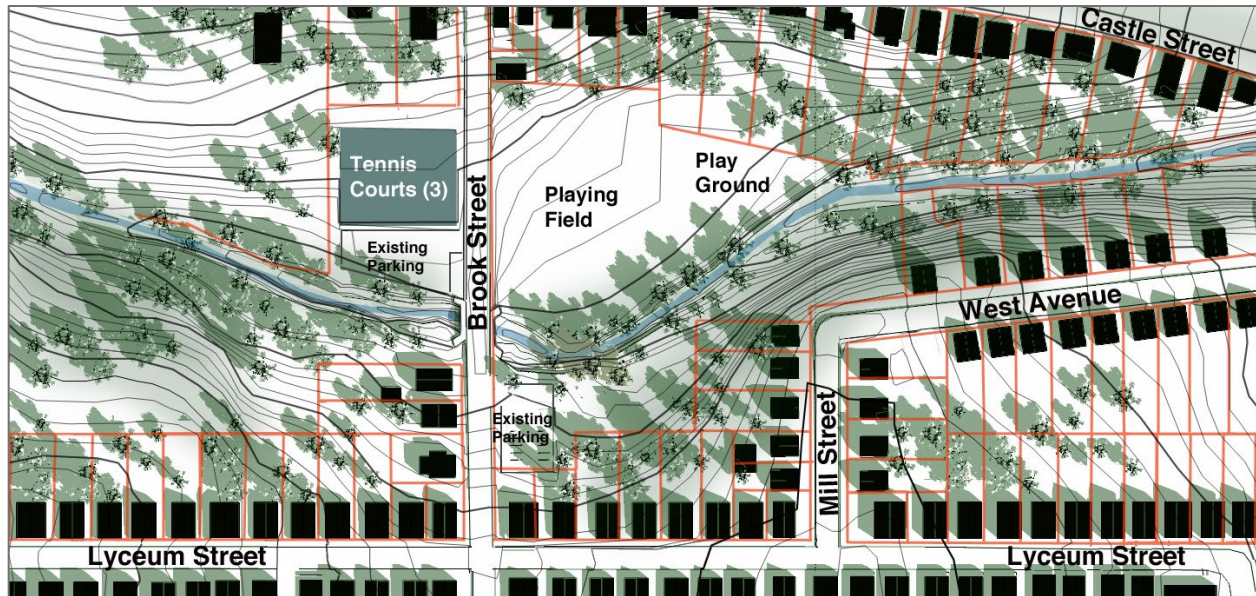 Castle Street
Tennis
Courts (3)
Play
Ground
Playing
Field
Existing
Parking
Brook Street
West Avenue
Existing
Parking
Mill Street
Lyceum Street
Lyceum Street